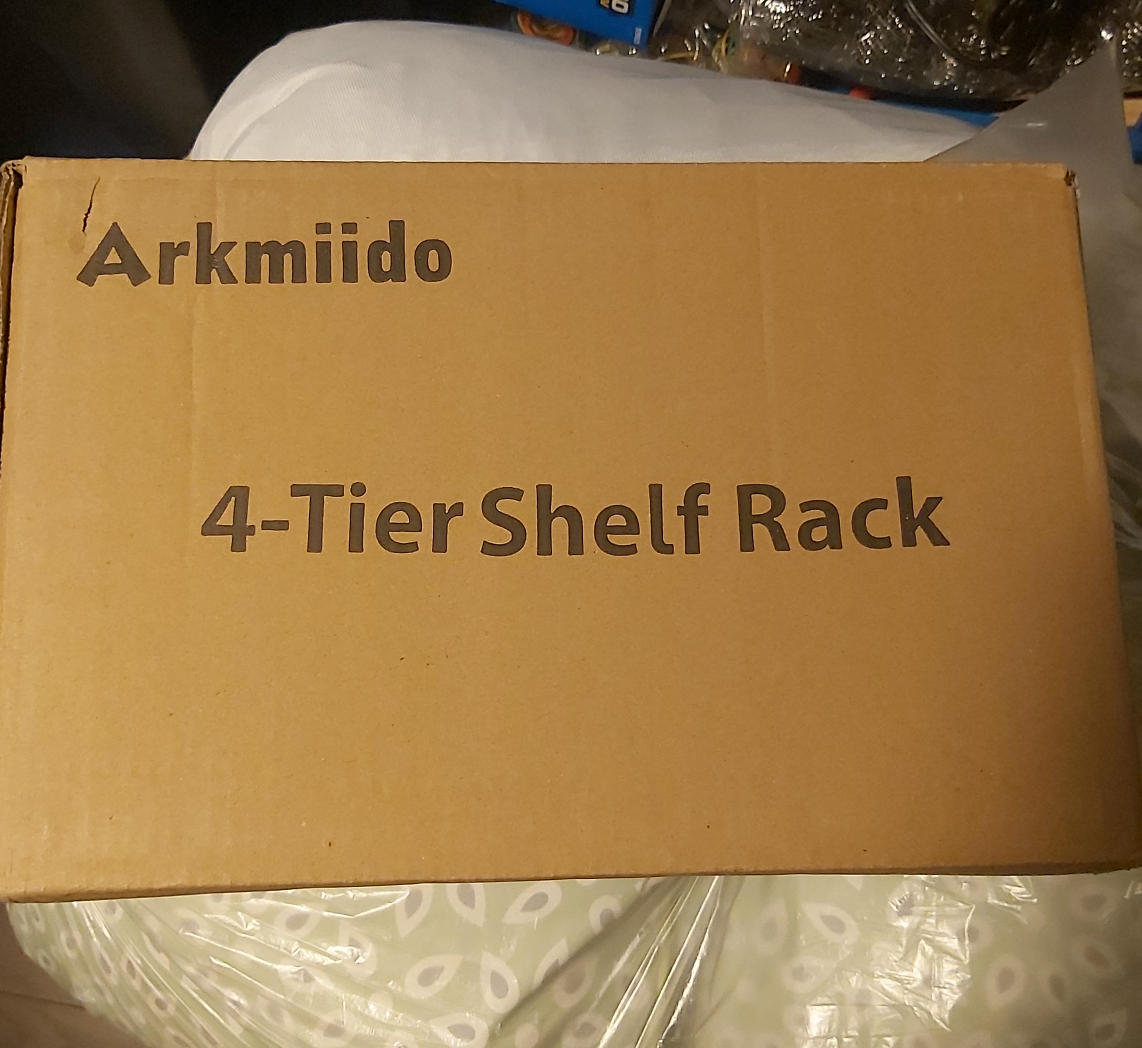 Arkmiido
4-Tier Shelf Rack